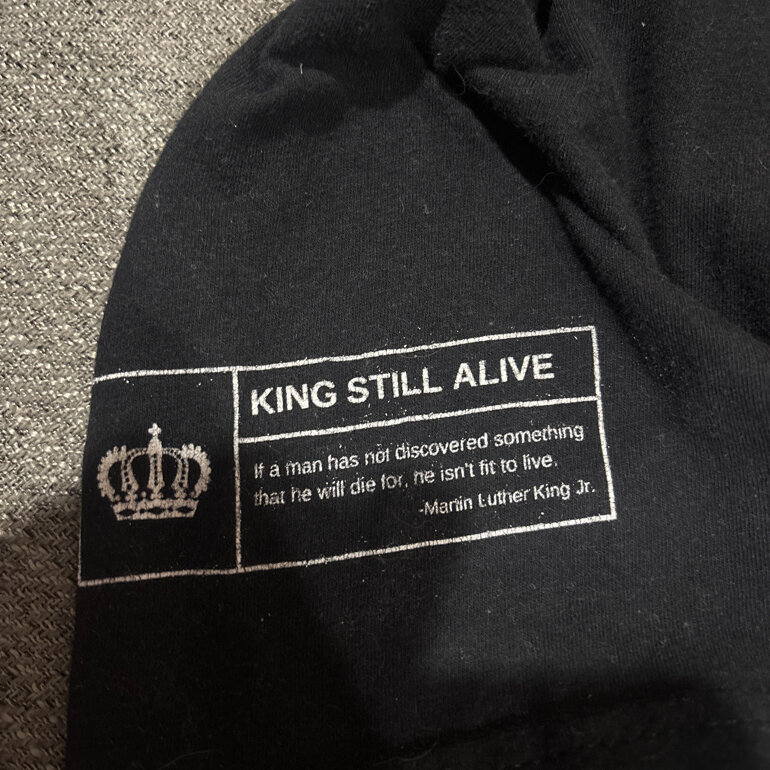 KING STILL ALIVE
If a man has not discovered something
that he will die for, he isn't fit to live.
-Martin Luther King Jr.